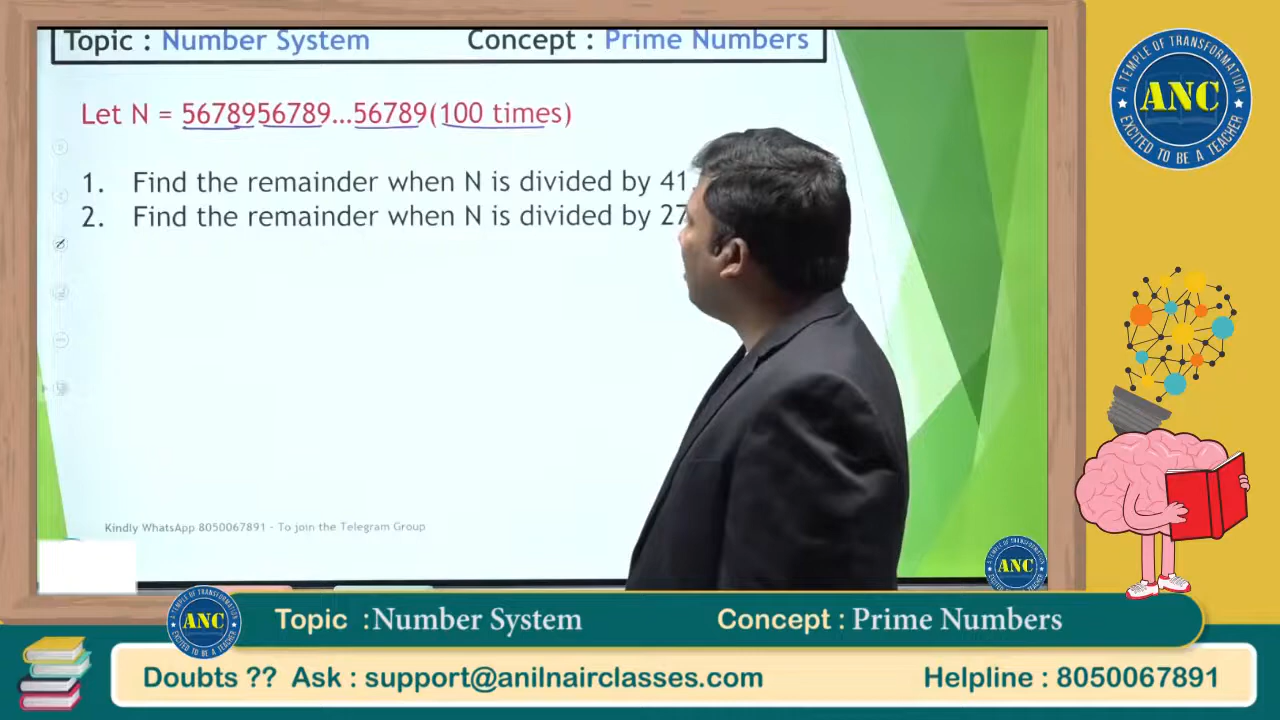 Topic : Number System Concept : Prime Numbers
Let N = 5678956789...56789(100 times)
1. Find the remainder when N is divided by 41
2. Find the remainder when N is divided by 27
Kindly WhatsApp 8050067891 - To join the Telegram Group
A TEMPLE OF TRANSFORMATION
ANC
EXCITED TO BE A TEACHER
ANC
ANC
Topic : Number System Concept : Prime Numbers
Doubts ?? Ask : support@anilnairclasses.com Helpline : 8050067891